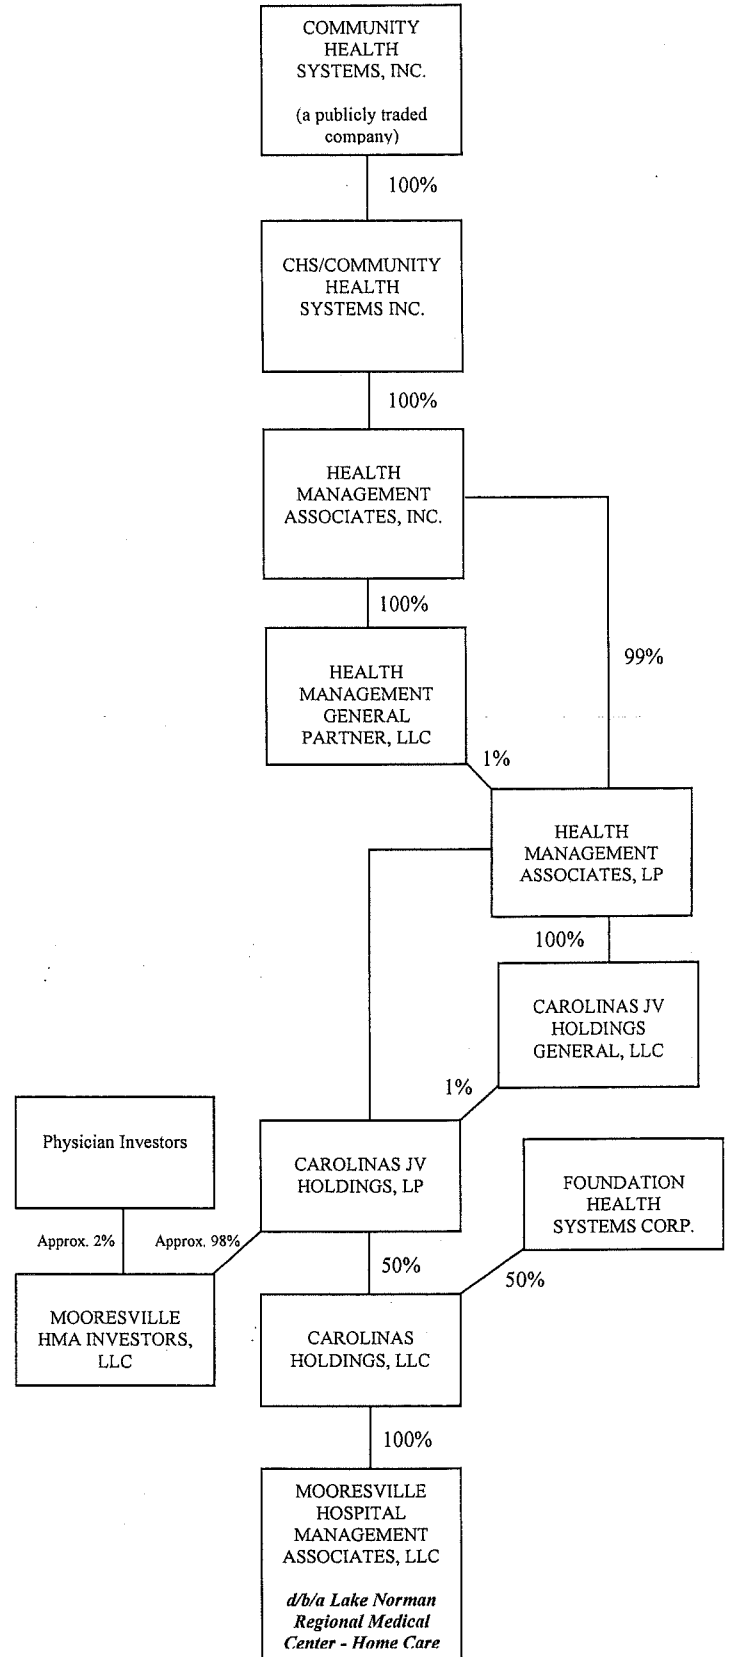 COMMUNITY
HEALTH
SYSTEMS, INC.
(a publicly traded
company)
100%
CHS/COMMUNITY
HEALTH
SYSTEMS INC.
100%
HEALTH
MANAGEMENT
ASSOCIATES, INC.
100%
99%
HEALTH
MANAGEMENT
GENERAL
PARTNER, LLC
1%
HEALTH
MANAGEMENT
ASSOCIATES, LP
100%
CAROLINAS JV
HOLDINGS
GENERAL, LLC
1%
Physician Investors
CAROLINAS JV
HOLDINGS, LP
FOUNDATION
HEALTH
SYSTEMS CORP.
Approx. 2%
Approx. 98%
50%
50%
MOORESVILLE
HMA INVESTORS,
LLC
CAROLINAS
HOLDINGS, LLC
100%
MOORESVILLE
HOSPITAL
MANAGEMENT
ASSOCIATES, LLC
d/b/a Lake Norman
Regional Medical
Center - Home Care